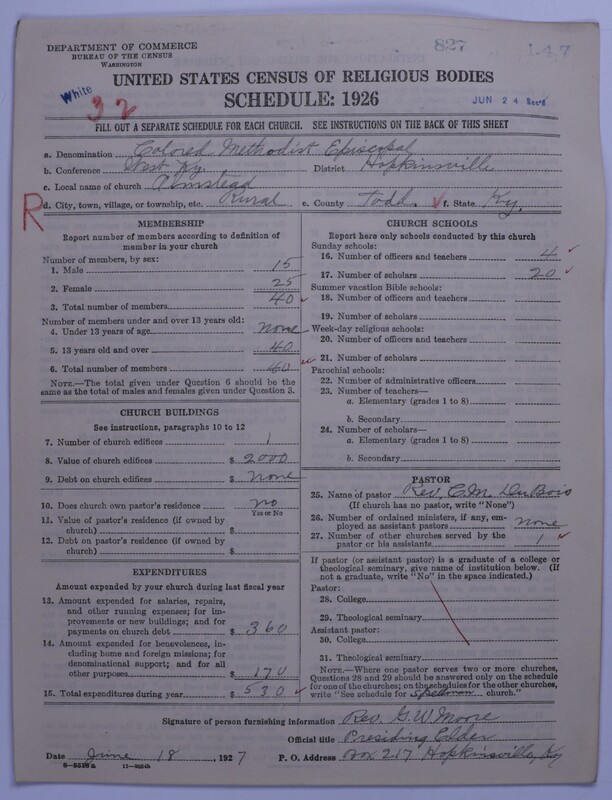 DEPARTMENT OF COMMERCE
BUREAU OF THE CENSUS
WASHINGTON
827
1-4-7
UNITED STATES CENSUS OF RELIGIOUS BODIES
SCHEDULE: 1926
White
32
JUN 24
FILL OUT A SEPARATE SCHEDULE FOR EACH CHURCH. SEE INSTRUCTIONS ON THE BACK OF THIS SHEET
a. Denomination Colored Methodist Episcopal
b. Conference West Ky. District Hopkinsville
c. Local name of church Olmstead
R
d. City, town, village, or township, etc. Rural e. County Todd. f. State Ky.
MEMBERSHIP
Report number of members according to definition of
member in your church
Number of members, by sex:
1. Male 15
2. Female 25
3. Total number of members 40
Number of members under and over 13 years old:
4. Under 13 years of age none
5. 13 years old and over 40
6. Total number of members 40
NOTE.—The total given under Question 6 should be
the same as the total of males and females given under Question 3.
CHURCH BUILDINGS
See instructions, paragraphs 10 to 12
7. Number of church edifices 1
8. Value of church edifices $ 2000
9. Debt on church edifices $ none
10. Does church own pastor's residence? no
Yes or No
11. Value of pastor's residence (if owned by
church) $
12. Debt on pastor's residence (if owned by
church) $
EXPENDITURES
Amount expended by church during last fiscal year
13. Amount expended for salaries, repairs,
and other running expenses; for im-
provements or new buildings; and for
payments on church debt $ 360
14. Amount expended for benevolences, in-
cluding home and foreign missions; for
denominational support; and for all
other purposes $ 170
15. Total expenditures during year $ 530
CHURCH SCHOOLS
Report here only schools conducted by this church
Sunday schools:
16. Number of officers and teachers 4
17. Number of scholars 20
Summer vacation Bible schools:
18. Number of officers and teachers
19. Number of scholars
Week-day religious schools:
20. Number of officers and teachers
21. Number of scholars
Parochial schools:
22. Number of administrative officers
23. Number of teachers—
a. Elementary (grades 1 to 8)
b. Secondary
24. Number of scholars—
a. Elementary (grades 1 to 8)
b. Secondary
PASTOR
25. Name of pastor Rev. C.M. DuBois
(If church has no pastor, write "None")
26. Number of ordained ministers, if any, em-
ployed as assistant pastors none
27. Number of other churches served by the
pastor or his assistants 1
If pastor (or assistant pastor) is a graduate of a college or
theological seminary, give name of institution below. (If
not a graduate, write "No" in the space indicated.)
Pastor:
28. College
29. Theological seminary
Assistant pastor:
30. College
31. Theological seminary
NOTE.—Where one pastor serves two or more churches,
Questions 28 and 29 should be answered only on the schedule
for one of the churches; on the schedules for the other churches,
write "See schedule for church."
Signature of person furnishing information Rev. G. W. Moore
Official title Presiding Elder
Date June 18, 1927 P. O. Address Box 217 Hopkinsville, Ky